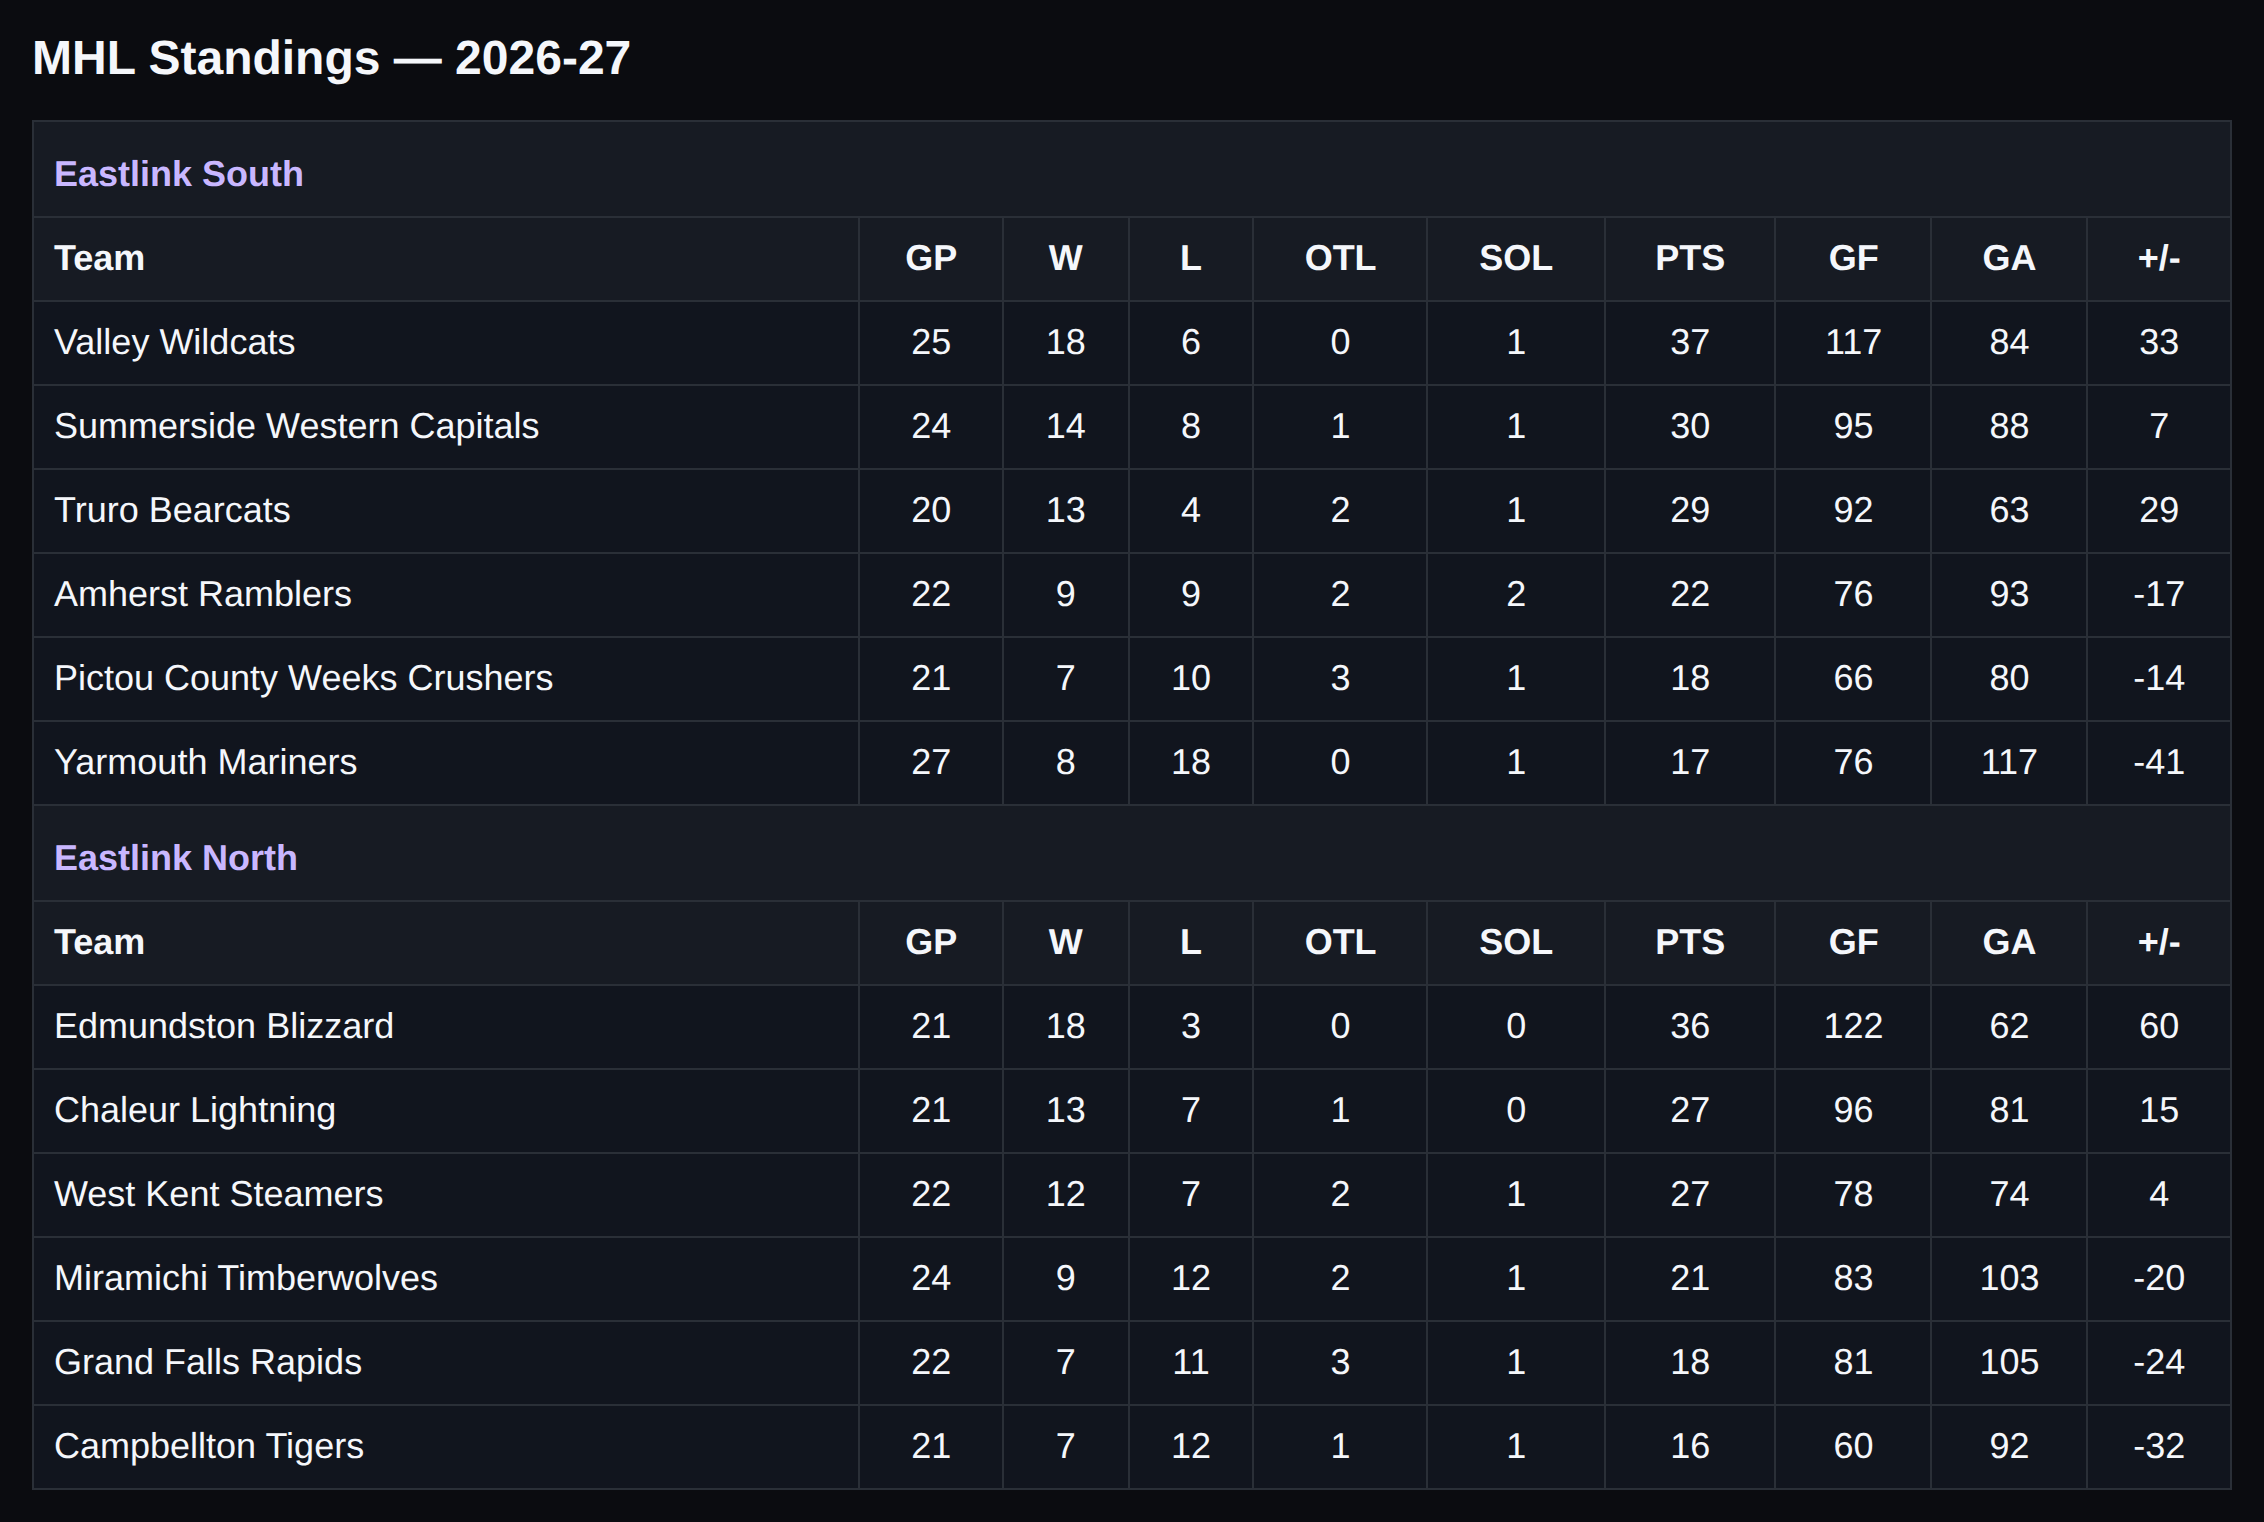 MHL Standings — 2026-27
Eastlink South
Team GP W L OTL SOL PTS GF GA +/-
Valley Wildcats 25 18 6 0 1 37 117 84 33
Summerside Western Capitals 24 14 8 1 1 30 95 88 7
Truro Bearcats 20 13 4 2 1 29 92 63 29
Amherst Ramblers 22 9 9 2 2 22 76 93 -17
Pictou County Weeks Crushers 21 7 10 3 1 18 66 80 -14
Yarmouth Mariners 27 8 18 0 1 17 76 117 -41
Eastlink North
Team GP W L OTL SOL PTS GF GA +/-
Edmundston Blizzard 21 18 3 0 0 36 122 62 60
Chaleur Lightning 21 13 7 1 0 27 96 81 15
West Kent Steamers 22 12 7 2 1 27 78 74 4
Miramichi Timberwolves 24 9 12 2 1 21 83 103 -20
Grand Falls Rapids 22 7 11 3 1 18 81 105 -24
Campbellton Tigers 21 7 12 1 1 16 60 92 -32